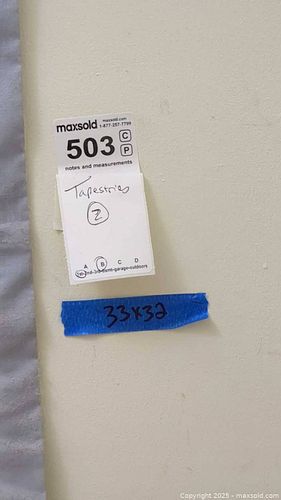 maxsold maxsold.com
1-877-257-7799
503 C
P
notes and measurements
Tapestries
2
A B C D
33x32
Copyright © 2025 - maxsold.com